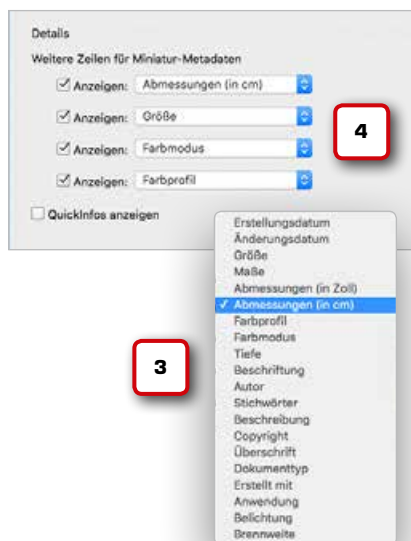 Details
Weitere Zeilen für Miniatur-Metadaten
Anzeigen: Abmessungen (in cm)
Anzeigen: Größe
Anzeigen: Farbmodus
Anzeigen: Farbprofil
4
QuickInfos anzeigen
Erstellungsdatum
Änderungsdatum
Größe
Maße
Abmessungen (in Zoll)
✓ Abmessungen (in cm)
Farbprofil
Farbmodus
Tiefe
Beschriftung
3
Autor
Stichwörter
Beschreibung
Copyright
Überschrift
Dokumenttyp
Erstellt mit
Anwendung
Belichtung
Brennweite